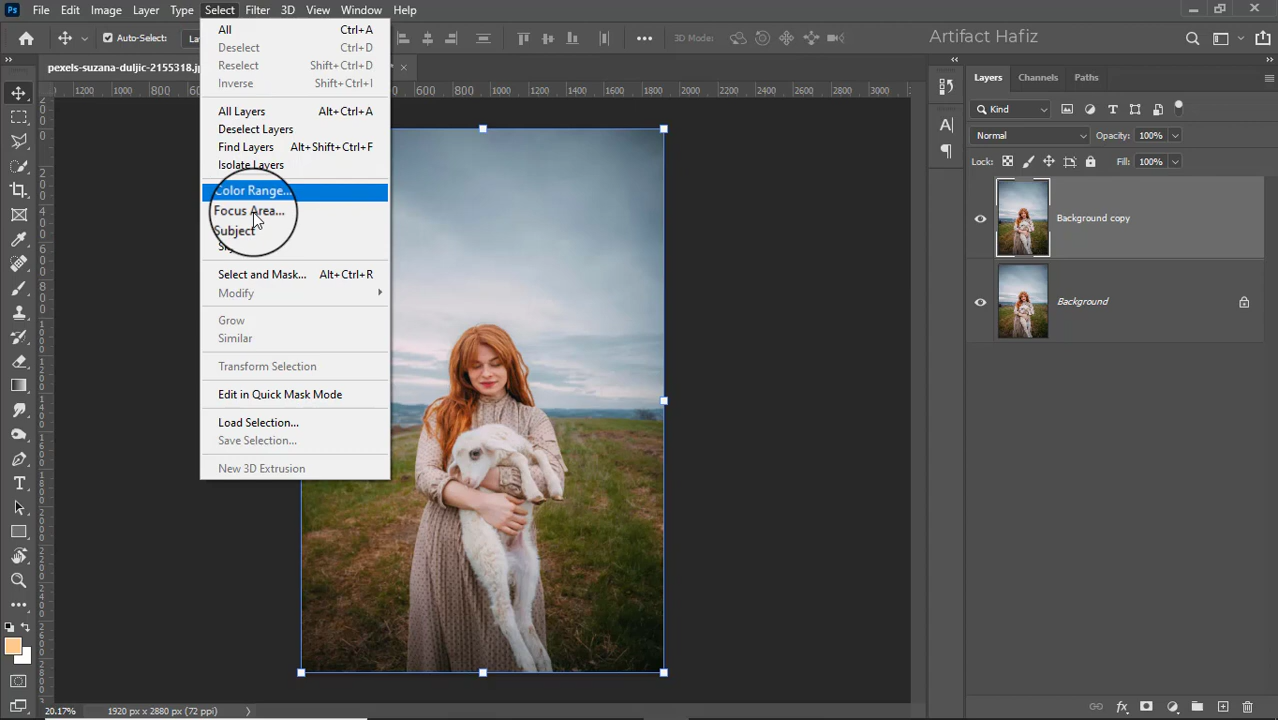 Ps File Edit Image Layer Type Select Filter 3D View Window Help
Auto-Select: 3D Mode: Artifact Hafiz
pexels-suzana-duljic-2155318.jp
1200 1000 800 600 400 600 800 1000 1200 1400 1600 1800 2000 2200 2400 2600 2800 3000
All Ctrl+A
Deselect Ctrl+D
Reselect Shift+Ctrl+D
Inverse Shift+Ctrl+I
All Layers Alt+Ctrl+A
Deselect Layers
Find Layers Alt+Shift+Ctrl+F
Isolate Layers
Color Range...
Focus Area...
Subject
Select and Mask... Alt+Ctrl+R
Modify
Grow
Similar
Transform Selection
Edit in Quick Mask Mode
Load Selection...
Save Selection...
New 3D Extrusion
Layers Channels Paths
Kind
Normal Opacity: 100%
Lock: Fill: 100%
Background copy
Background
20.17% 1920 px x 2880 px (72 ppi)